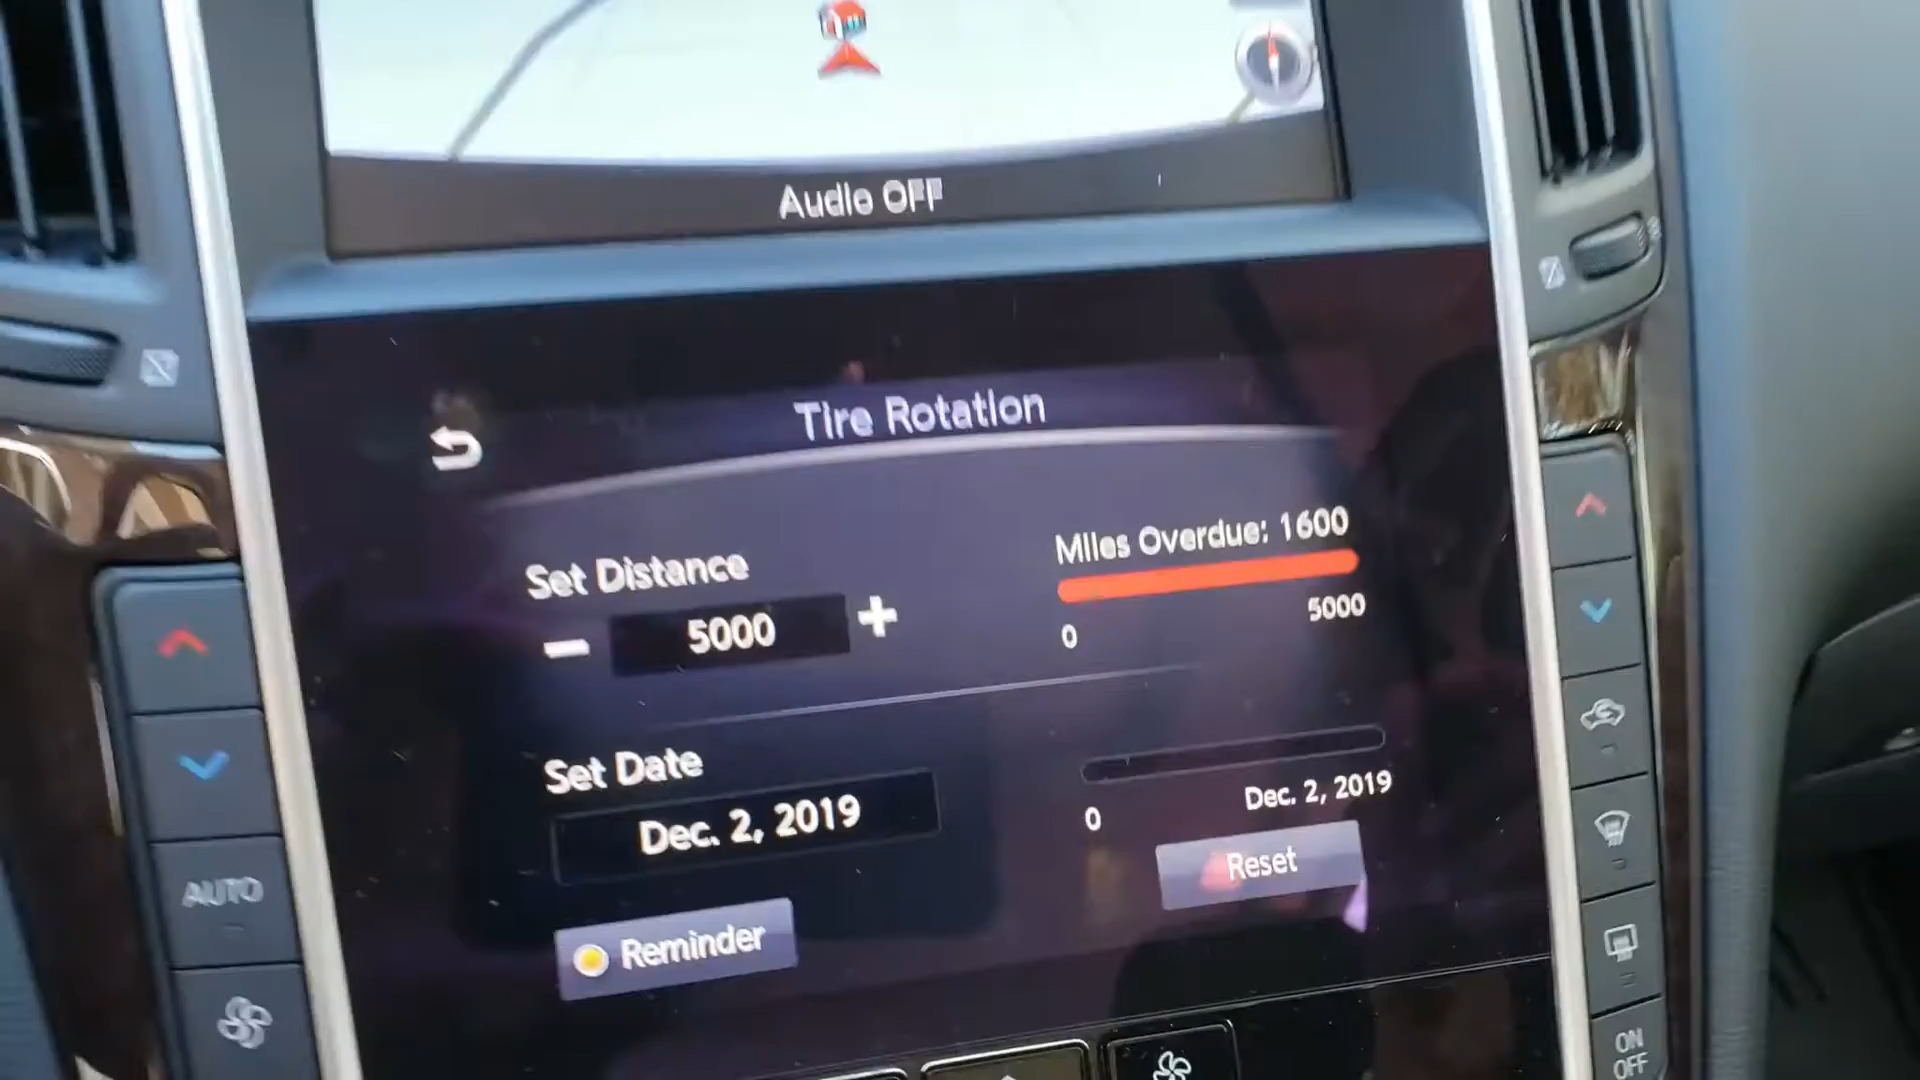 Audio OFF
Tire Rotation
Set Distance
5000
Miles Overdue: 1600
0
5000
Set Date
Dec. 2, 2019
0
Dec. 2, 2019
Reset
Reminder
AUTO
ON
OFF